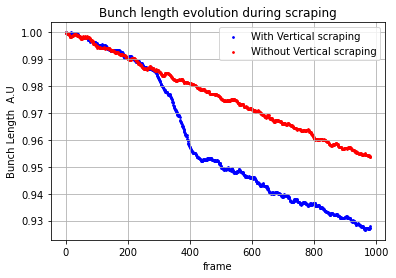 Bunch length evolution during scraping
With Vertical scraping
Without Vertical scraping
1.00
0.99
0.98
0.97
0.96
0.95
0.94
0.93
Bunch Length  A.U
0
200
400
600
800
1000
frame